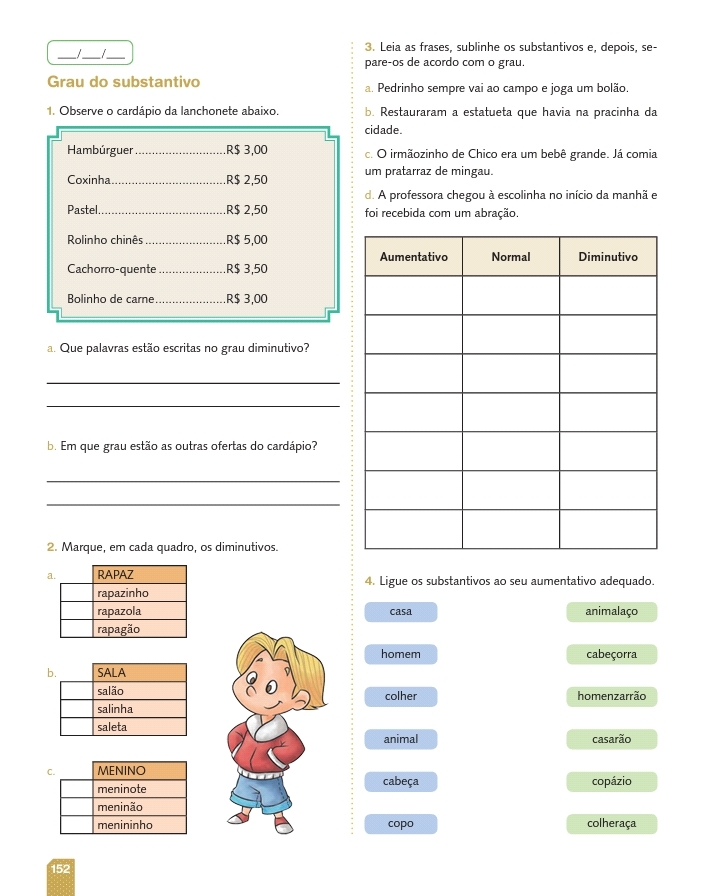 ___/___/___
Grau do substantivo
1. Observe o cardápio da lanchonete abaixo.
Hambúrguer..........................R$ 3,00
Coxinha.................................R$ 2,50
Pastel.....................................R$ 2,50
Rolinho chinês.......................R$ 5,00
Cachorro-quente...................R$ 3,50
Bolinho de carne....................R$ 3,00
a. Que palavras estão escritas no grau diminutivo?
b. Em que grau estão as outras ofertas do cardápio?
2. Marque, em cada quadro, os diminutivos.
a.
RAPAZ
rapazinho
rapazola
rapagão
b.
SALA
salão
salinha
saleta
c.
MENINO
meninote
meninão
menininho
3. Leia as frases, sublinhe os substantivos e, depois, se-
pare-os de acordo com o grau.
a. Pedrinho sempre vai ao campo e joga um bolão.
b. Restauraram a estatueta que havia na pracinha da
cidade.
c. O irmãozinho de Chico era um bebê grande. Já comia
um pratarraz de mingau.
d. A professora chegou à escolinha no início da manhã e
foi recebida com um abração.
Aumentativo Normal Diminutivo
4. Ligue os substantivos ao seu aumentativo adequado.
casa animalaço
homem cabeçorra
colher homenzarrão
animal casarão
cabeça copázio
copo colheraça
152